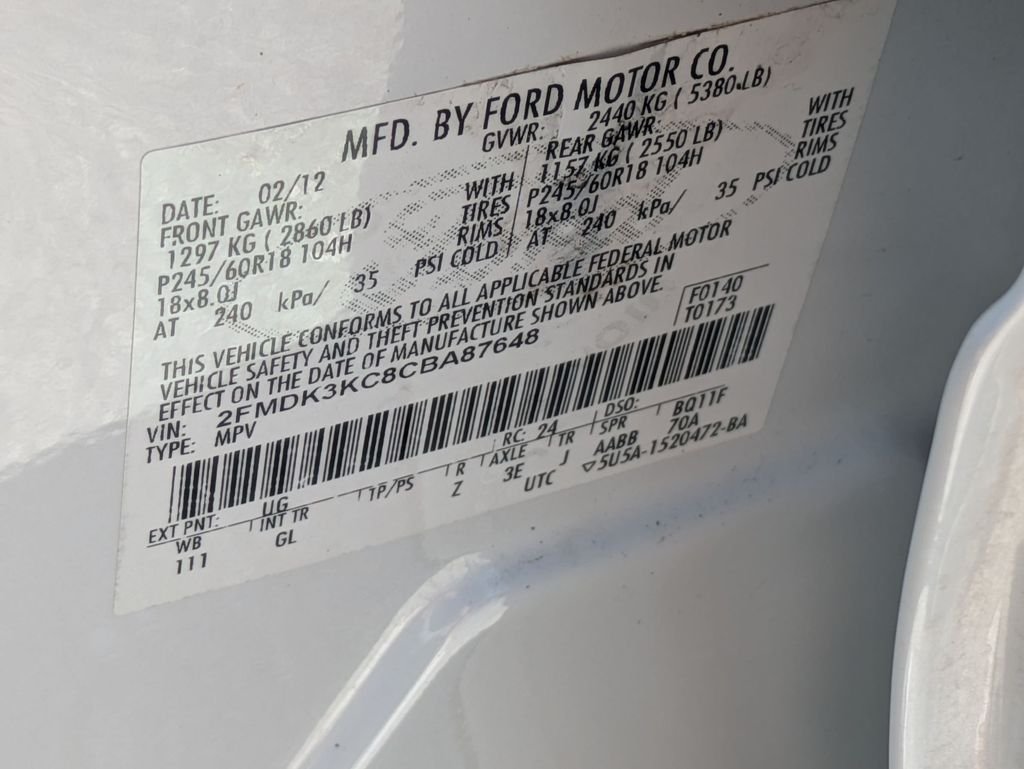 MFD. BY FORD MOTOR CO.
DATE: 02/12 GVWR: 2440 KG ( 5380 LB)
FRONT GAWR: WITH REAR GAWR: WITH
1297 KG ( 2860 LB) TIRES 1157 KG ( 2550 LB) TIRES
P245/60R18 104H RIMS P245/60R18 104H RIMS
18x8.0J 18x8.0J
AT 240 kPa/ 35 PSI COLD AT 240 kPa/ 35 PSI COLD
THIS VEHICLE CONFORMS TO ALL APPLICABLE FEDERAL MOTOR
VEHICLE SAFETY AND THEFT PREVENTION STANDARDS IN
EFFECT ON THE DATE OF MANUFACTURE SHOWN ABOVE.
VIN: 2FMDK3KC8CBA87648 F0140
TYPE: MPV T0173
EXT PNT: UG RC: 24 DSO:
WB INT TR TP/PS R AXLE TR SPR BQ11F
111 GL Z 3E J AABB 70A
UTC ▽5U5A-1520472-BA